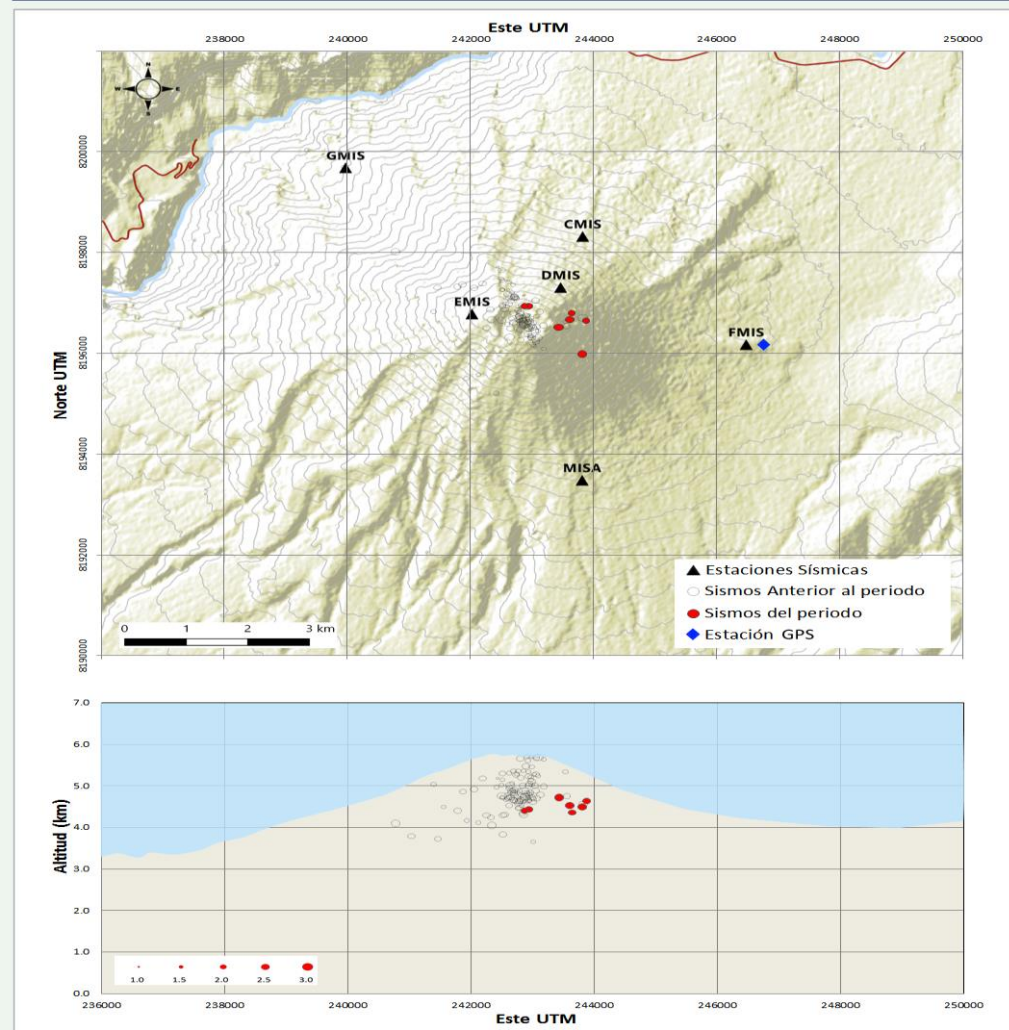 Este UTM
238000 240000 242000 244000 246000 248000 250000
N
W E
S
8200000
GMIS
CMIS
8198000
DMIS
EMIS
FMIS
8196000
Norte UTM
8194000
MISA
8192000
Estaciones Sísmicas
Sismos Anterior al periodo
Sismos del periodo
Estación GPS
0 1 2 3 km
8190000
7.0
6.0
5.0
4.0
3.0
2.0
1.0
0.0
Altitud (km)
1.0 1.5 2.0 2.5 3.0
236000 238000 240000 242000 244000 246000 248000 250000
Este UTM